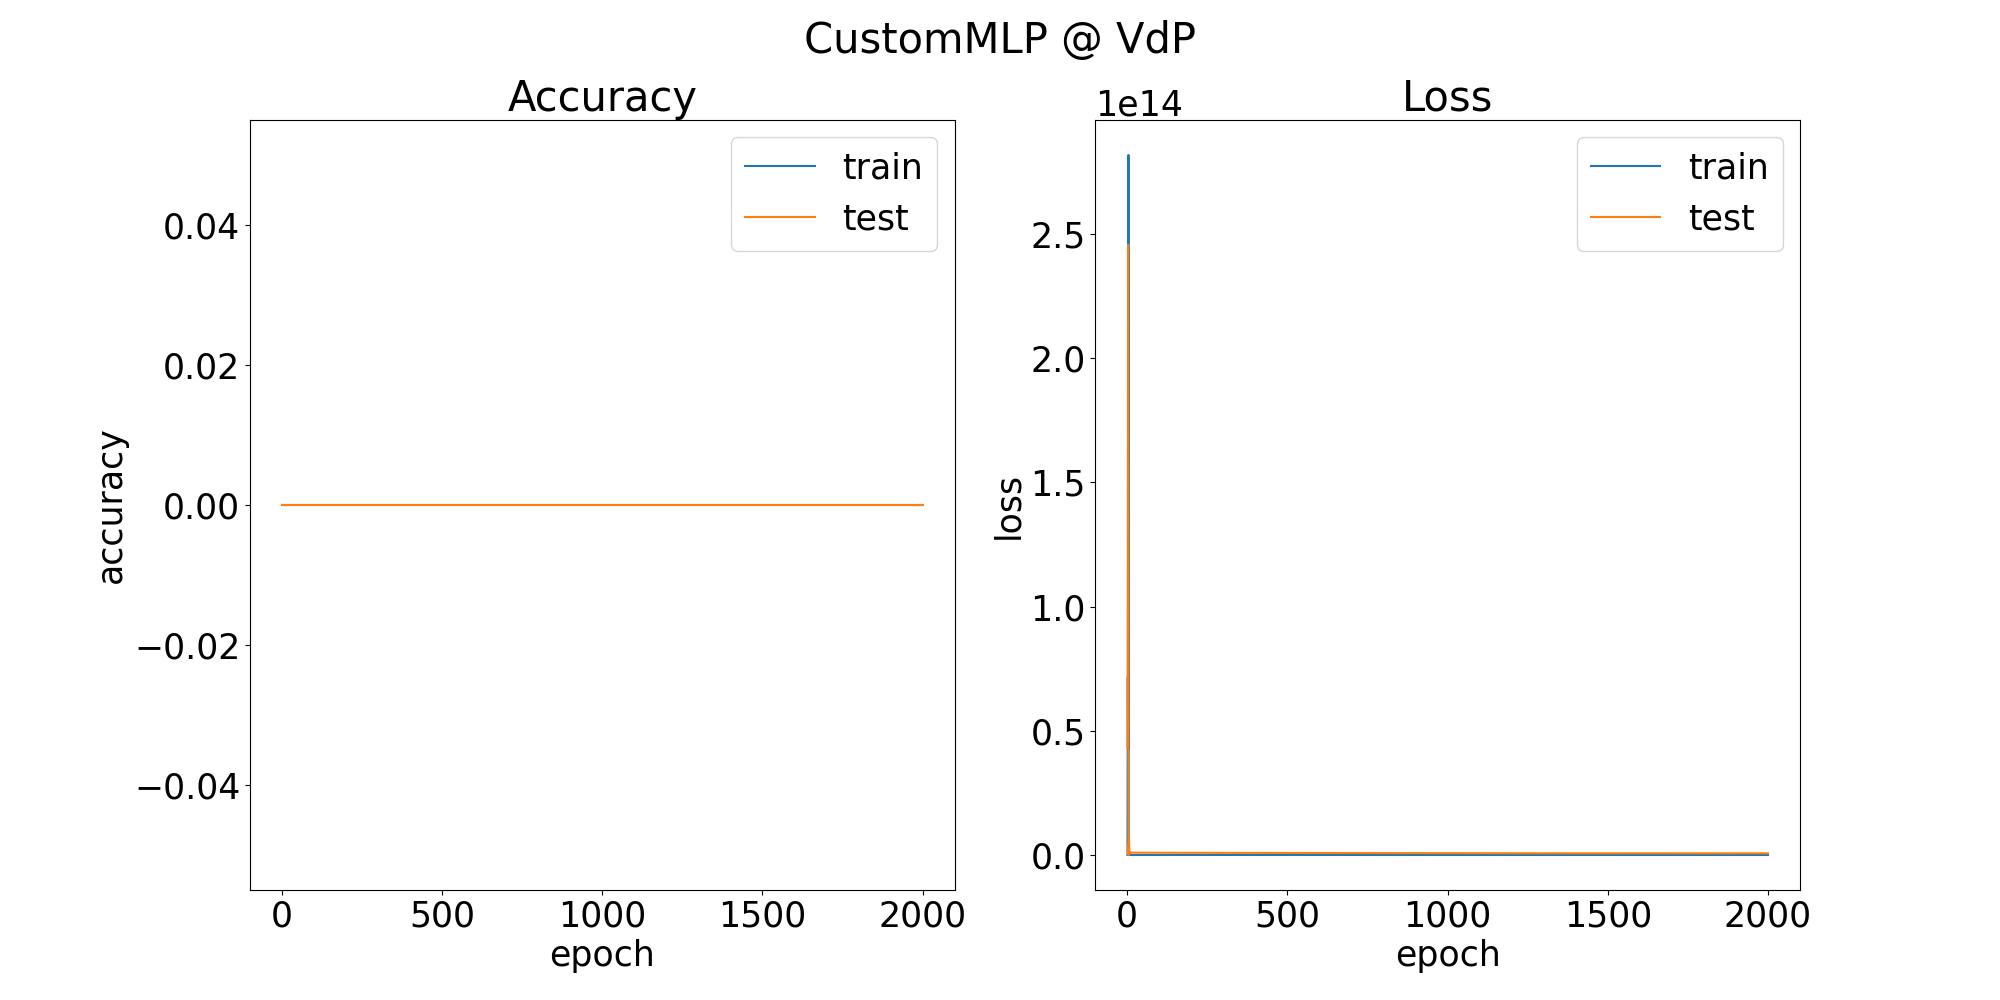 CustomMLP @ VdP
Accuracy
train
test
0.04
0.02
0.00
−0.02
−0.04
accuracy
0 500 1000 1500 2000
epoch
Loss
1e14
train
test
2.5
2.0
1.5
1.0
0.5
0.0
loss
0 500 1000 1500 2000
epoch